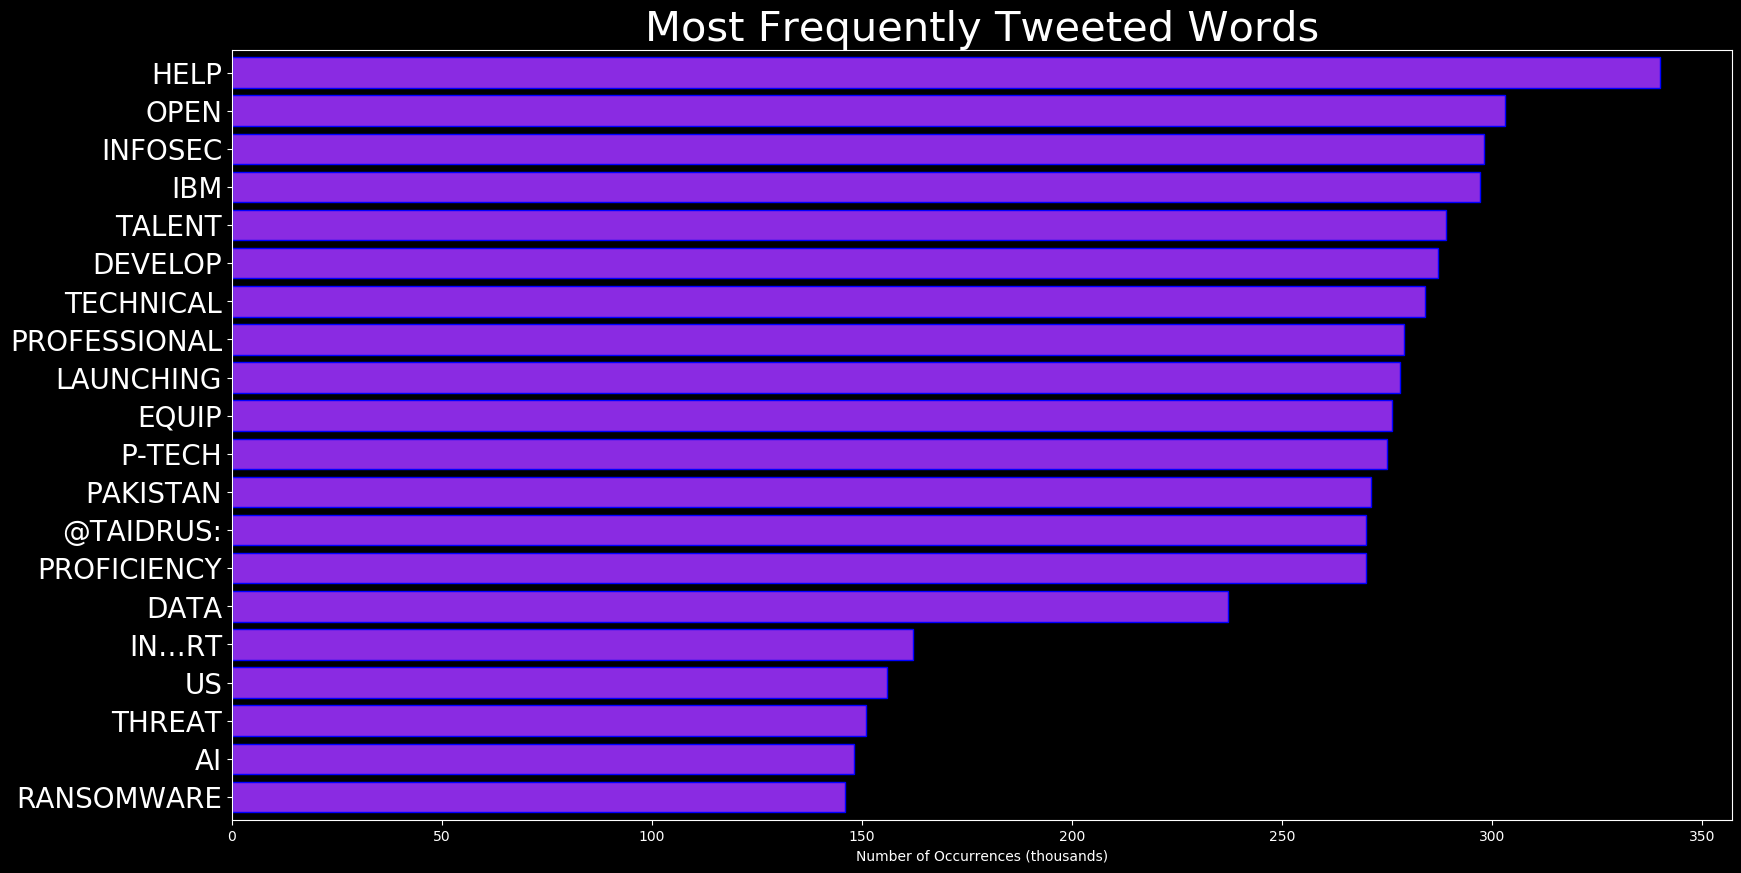 Most Frequently Tweeted Words
HELP
OPEN
INFOSEC
IBM
TALENT
DEVELOP
TECHNICAL
PROFESSIONAL
LAUNCHING
EQUIP
P-TECH
PAKISTAN
@TAIDRUS:
PROFICIENCY
DATA
IN...RT
US
THREAT
AI
RANSOMWARE
0 50 100 150 200 250 300 350
Number of Occurrences (thousands)